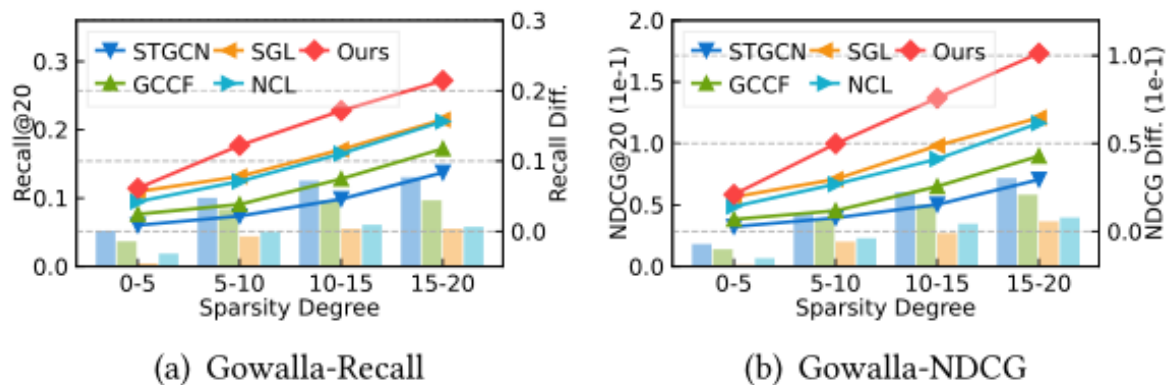 STGCN SGL Ours
GCCF NCL
Recall@20
0.0
0.1
0.2
0.3
Recall Diff.
0.0
0.1
0.2
0.3
0-5 5-10 10-15 15-20
Sparsity Degree
(a) Gowalla-Recall
STGCN SGL Ours
GCCF NCL
NDCG@20 (1e-1)
0.0
0.5
1.0
1.5
2.0
NDCG Diff. (1e-1)
0.0
0.5
1.0
0-5 5-10 10-15 15-20
Sparsity Degree
(b) Gowalla-NDCG